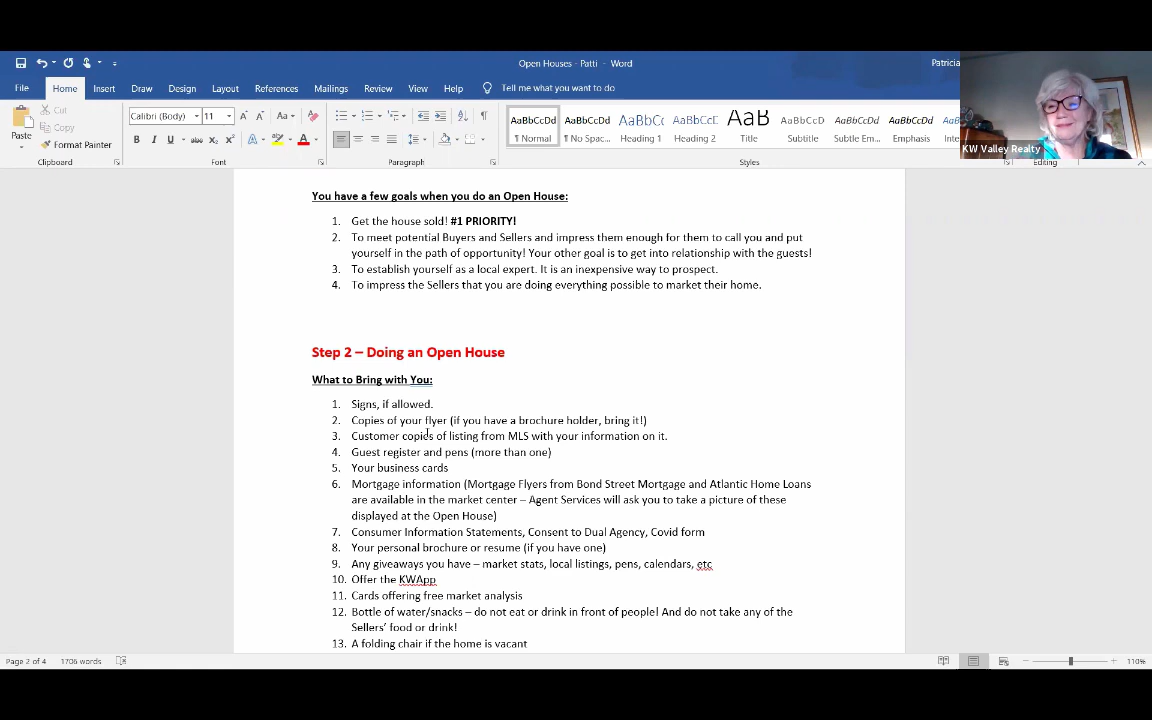 Open Houses - Patti - Word
Patricia
File Home Insert Draw Design Layout References Mailings Review View Help Tell me what you want to do
Paste
Cut
Copy
Format Painter
Clipboard
Calibri (Body) 11
Font
Paragraph
AaBbCcDd AaBbCcDd AaBbCc AaBbCcC AaB AaBbCcD AaBbCcDd AaBbCcDd
¶ Normal ¶ No Spac... Heading 1 Heading 2 Title Subtitle Subtle Em... Emphasis
Styles
KW Valley Realty
Editing
You have a few goals when you do an Open House:
1. Get the house sold! #1 PRIORITY!
2. To meet potential Buyers and Sellers and impress them enough for them to call you and put
yourself in the path of opportunity! Your other goal is to get into relationship with the guests!
3. To establish yourself as a local expert. It is an inexpensive way to prospect.
4. To impress the Sellers that you are doing everything possible to market their home.
Step 2 – Doing an Open House
What to Bring with You:
1. Signs, if allowed.
2. Copies of your flyer (if you have a brochure holder, bring it!)
3. Customer copies of listing from MLS with your information on it.
4. Guest register and pens (more than one)
5. Your business cards
6. Mortgage information (Mortgage Flyers from Bond Street Mortgage and Atlantic Home Loans
are available in the market center – Agent Services will ask you to take a picture of these
displayed at the Open House)
7. Consumer Information Statements, Consent to Dual Agency, Covid form
8. Your personal brochure or resume (if you have one)
9. Any giveaways you have – market stats, local listings, pens, calendars, etc
10. Offer the KWApp
11. Cards offering free market analysis
12. Bottle of water/snacks – do not eat or drink in front of people! And do not take any of the
Sellers’ food or drink!
13. A folding chair if the home is vacant
Page 2 of 4 1706 words
110%